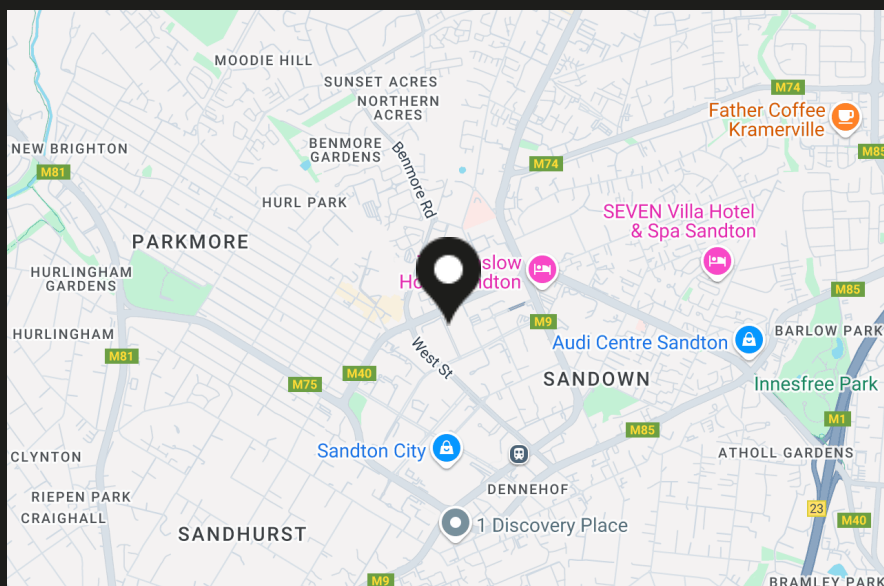 MOODIE HILL
SUNSET ACRES
NORTHERN
ACRES
M74
Father Coffee
Kramerville
NEW BRIGHTON
BENMORE
GARDENS
Benmore Rd
M85
M74
M81
HURL PARK
SEVEN Villa Hotel
& Spa Sandton
PARKMORE
slow
HURLINGHAM
GARDENS
M85
M9
HURLINGHAM
Audi Centre Sandton
BARLOW PARK
M81
West St
M40
M75
SANDOWN
Innesfree Park
M1
M85
Sandton City
CLYNTON
ATHOLL GARDENS
DENNEHOF
RIEPEN PARK
CRAIGHALL
23
M40
SANDHURST
1 Discovery Place
M9
BRAMLEY PARK